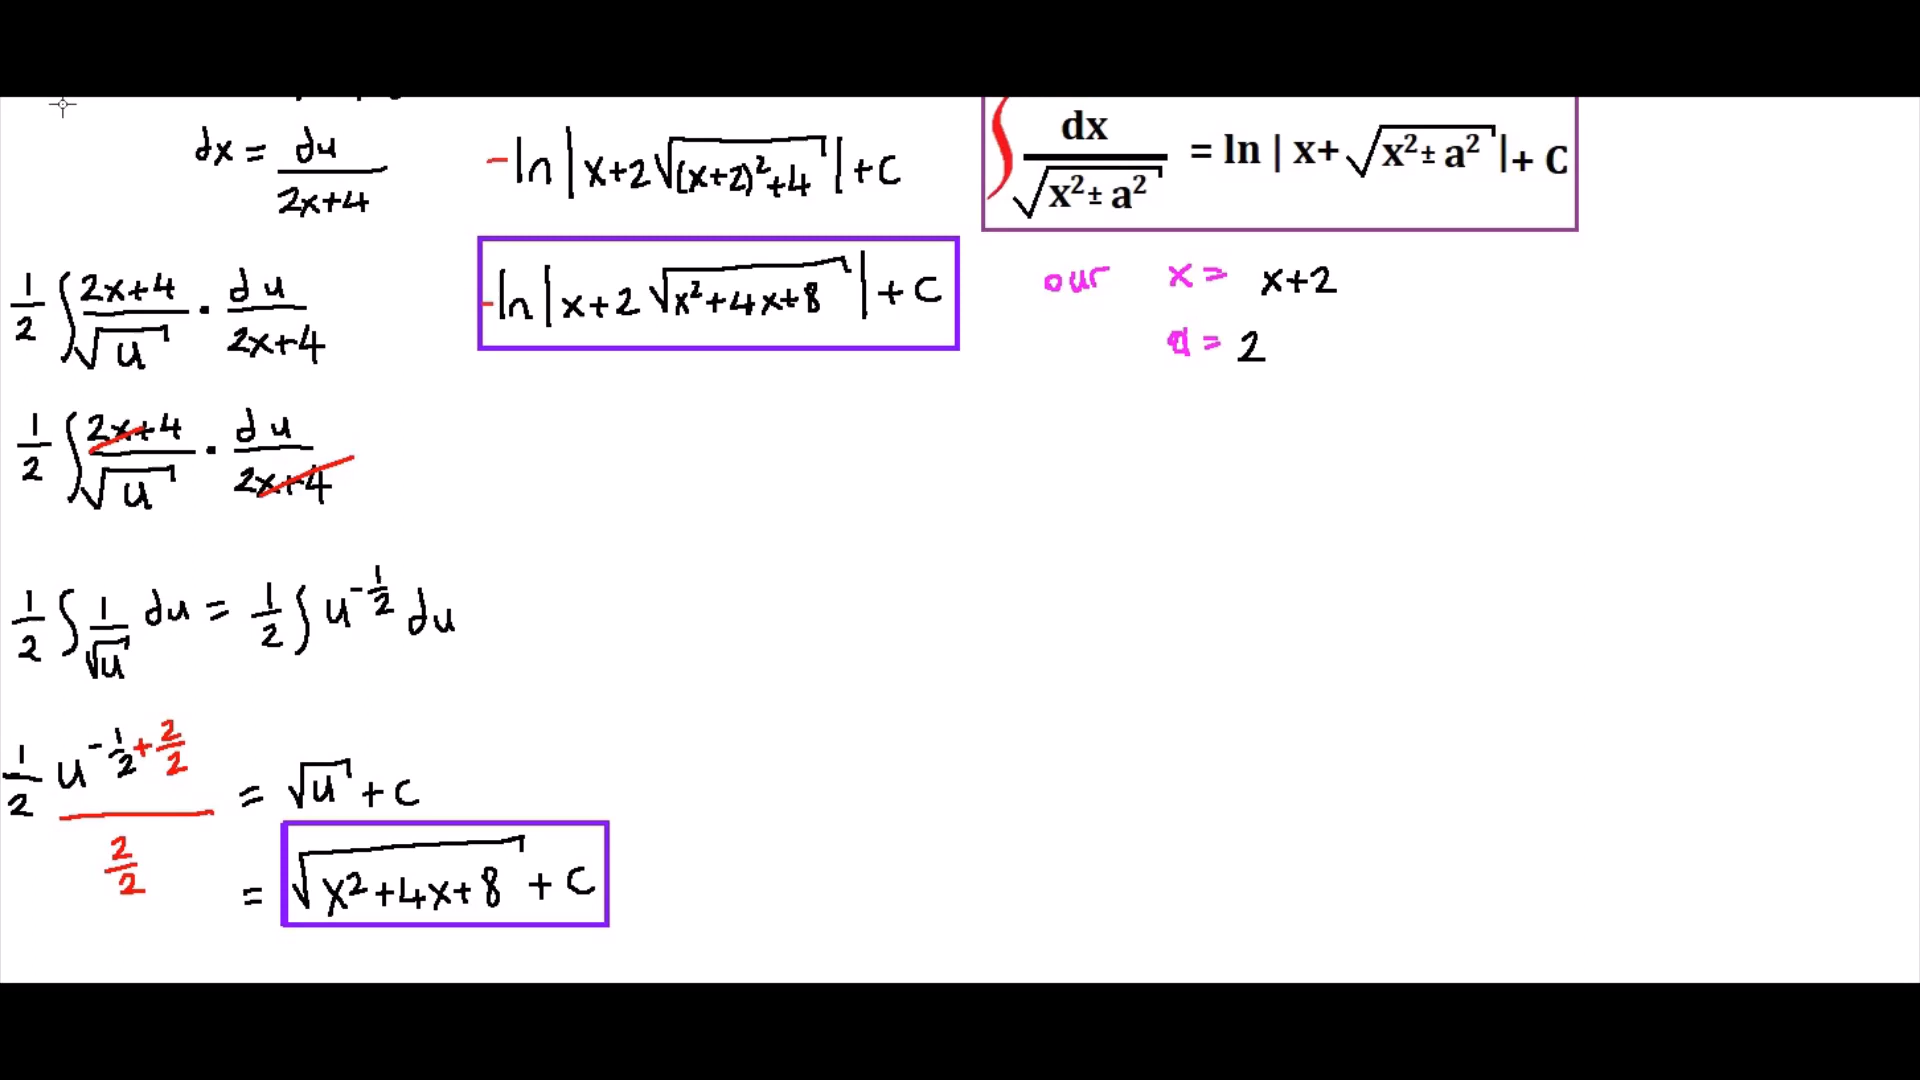 dx = du / 2x+4
1/2 ∫ 2x+4 / √u · du / 2x+4
1/2 ∫ 2x+4 / √u · du / 2x+4
1/2 ∫ 1/√u du = 1/2 ∫ u^(-1/2) du
1/2 u^(-1/2 + 2/2) / (2/2) = √u + c
= √(x²+4x+8) + c
-ln|x+2√((x+2)²+4)| + c
-ln|x+2√(x²+4x+8)| + c
∫ dx / √(x² ± a²) = ln | x+ √(x² ± a²) | + C
our x = x+2
a = 2